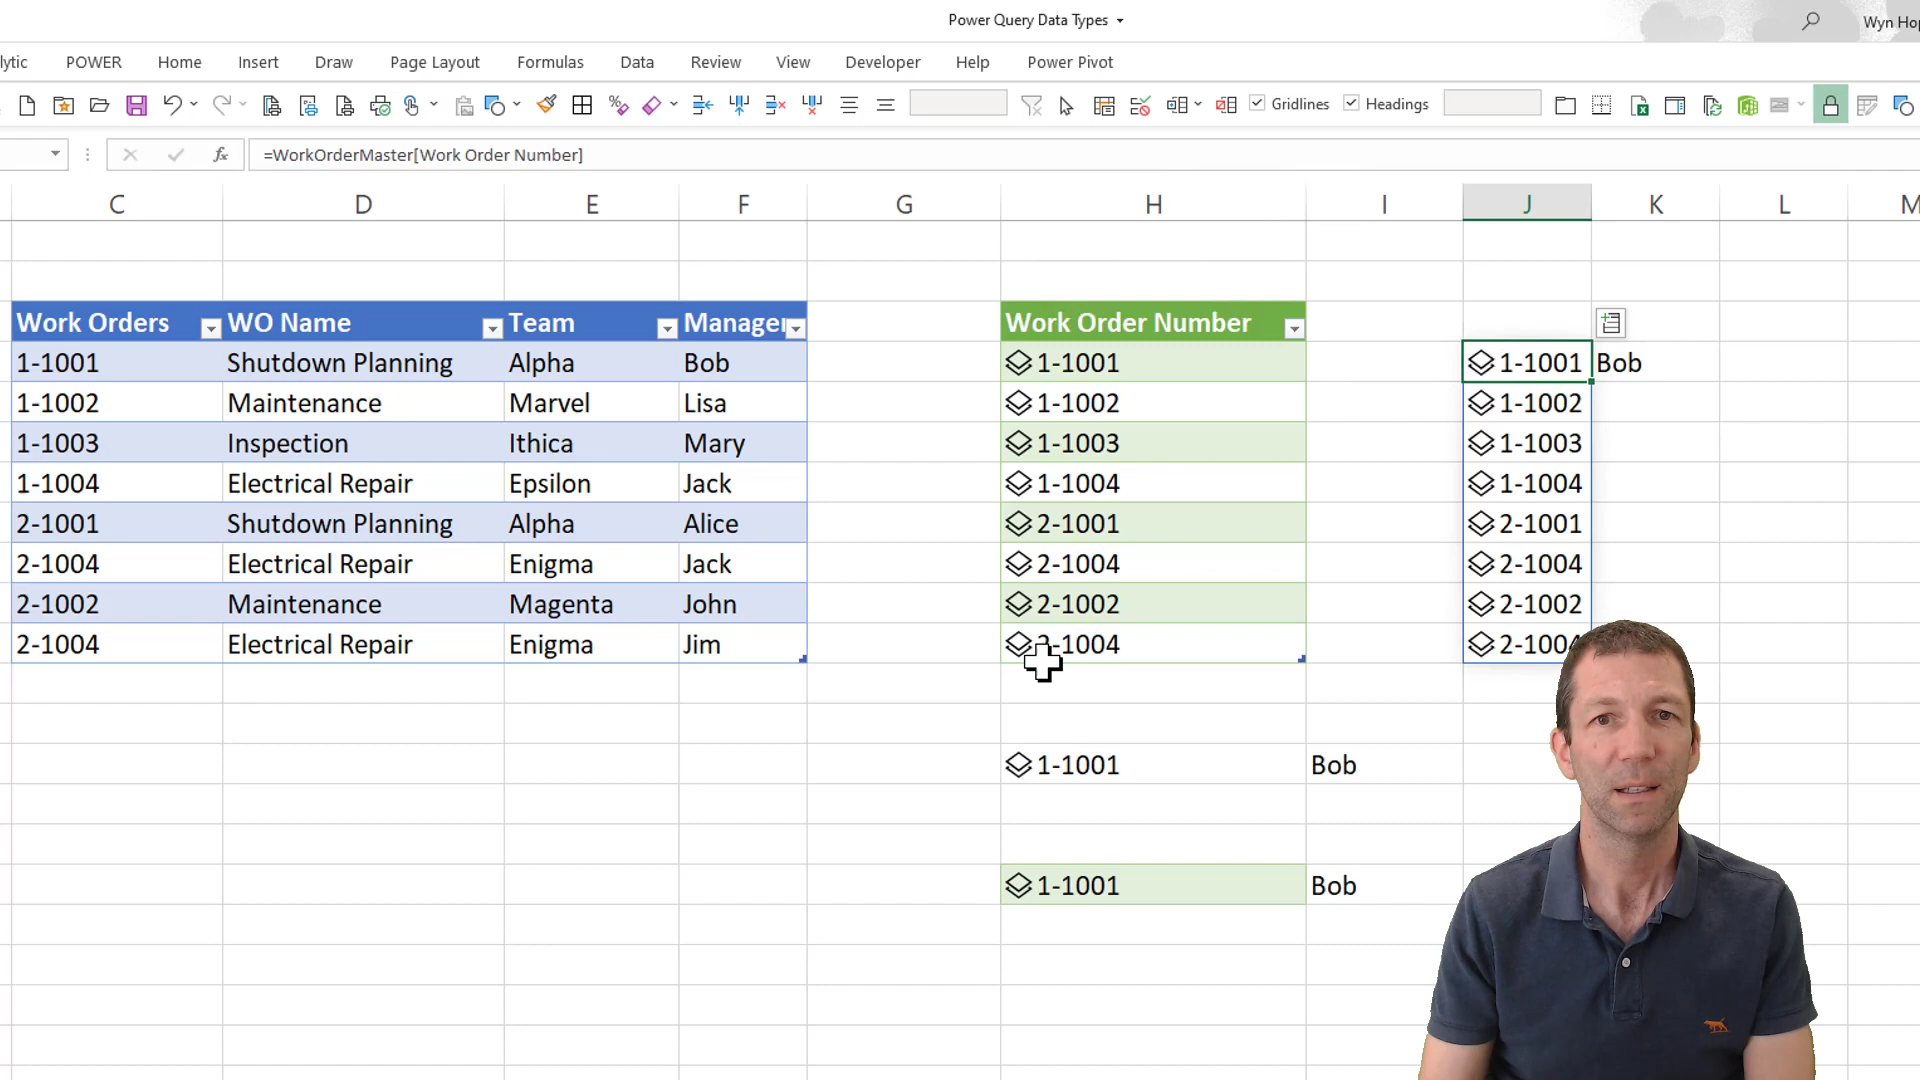 Power Query Data Types
Wyn Hop
lytic POWER Home Insert Draw Page Layout Formulas Data Review View Developer Help Power Pivot
Gridlines Headings
fx =WorkOrderMaster[Work Order Number]
C D E F G H I J K L M
Work Orders WO Name Team Manager Work Order Number
1-1001 Shutdown Planning Alpha Bob 1-1001 1-1001 Bob
1-1002 Maintenance Marvel Lisa 1-1002 1-1002
1-1003 Inspection Ithica Mary 1-1003 1-1003
1-1004 Electrical Repair Epsilon Jack 1-1004 1-1004
2-1001 Shutdown Planning Alpha Alice 2-1001 2-1001
2-1004 Electrical Repair Enigma Jack 2-1004 2-1004
2-1002 Maintenance Magenta John 2-1002 2-1002
2-1004 Electrical Repair Enigma Jim 2-1004 2-1004
1-1001 Bob
1-1001 Bob